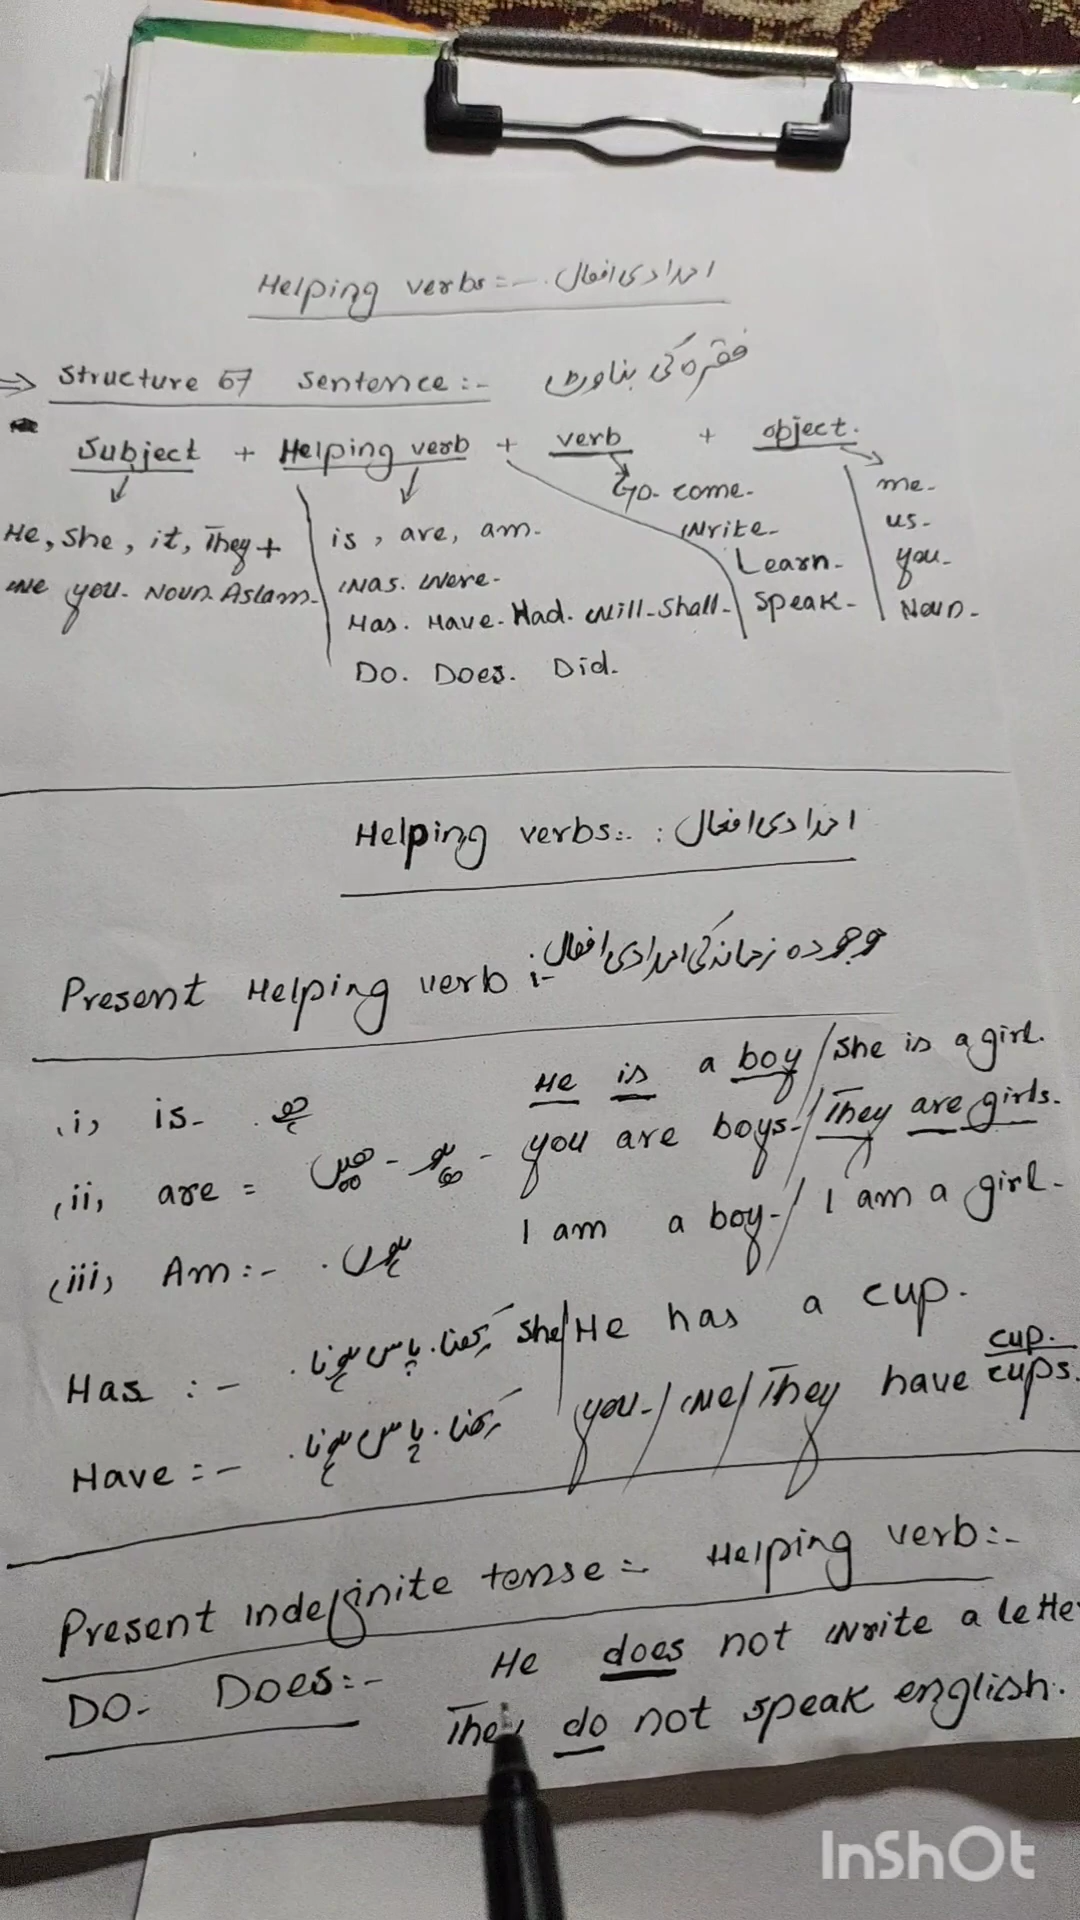 Helping verbs :- امدادی افعال
=> Structure of sentence :- فقرہ کی بناوٹ
Subject + Helping verb + verb + object.
He, She, it, They + is, are, am. Go. come. me.
we you. Noun. Aslam. Was. Were. Write. us.
Has. Have. Had. Will. Shall. Learn. you.
Do. Does. Did. Speak. Noun.
Helping verbs :- امدادی افعال
Present Helping verb :- موجودہ زمانہ کی امدادی افعال
(i) is- ہے He is a boy / She is a girl.
(ii) are = ہیں - ہو - you are boys- / They are girls.
(iii) Am :- ہوں. I am a boy- / I am a girl.
Has :- رکھنا. پاس ہونا. She/He has a cup.
Have :- رکھنا. پاس ہونا. you / we / They have cup. cups.
Present indefinite tense :- Helping verb :-
DO. Does :- He does not write a lette
They do not speak english.
InShOt